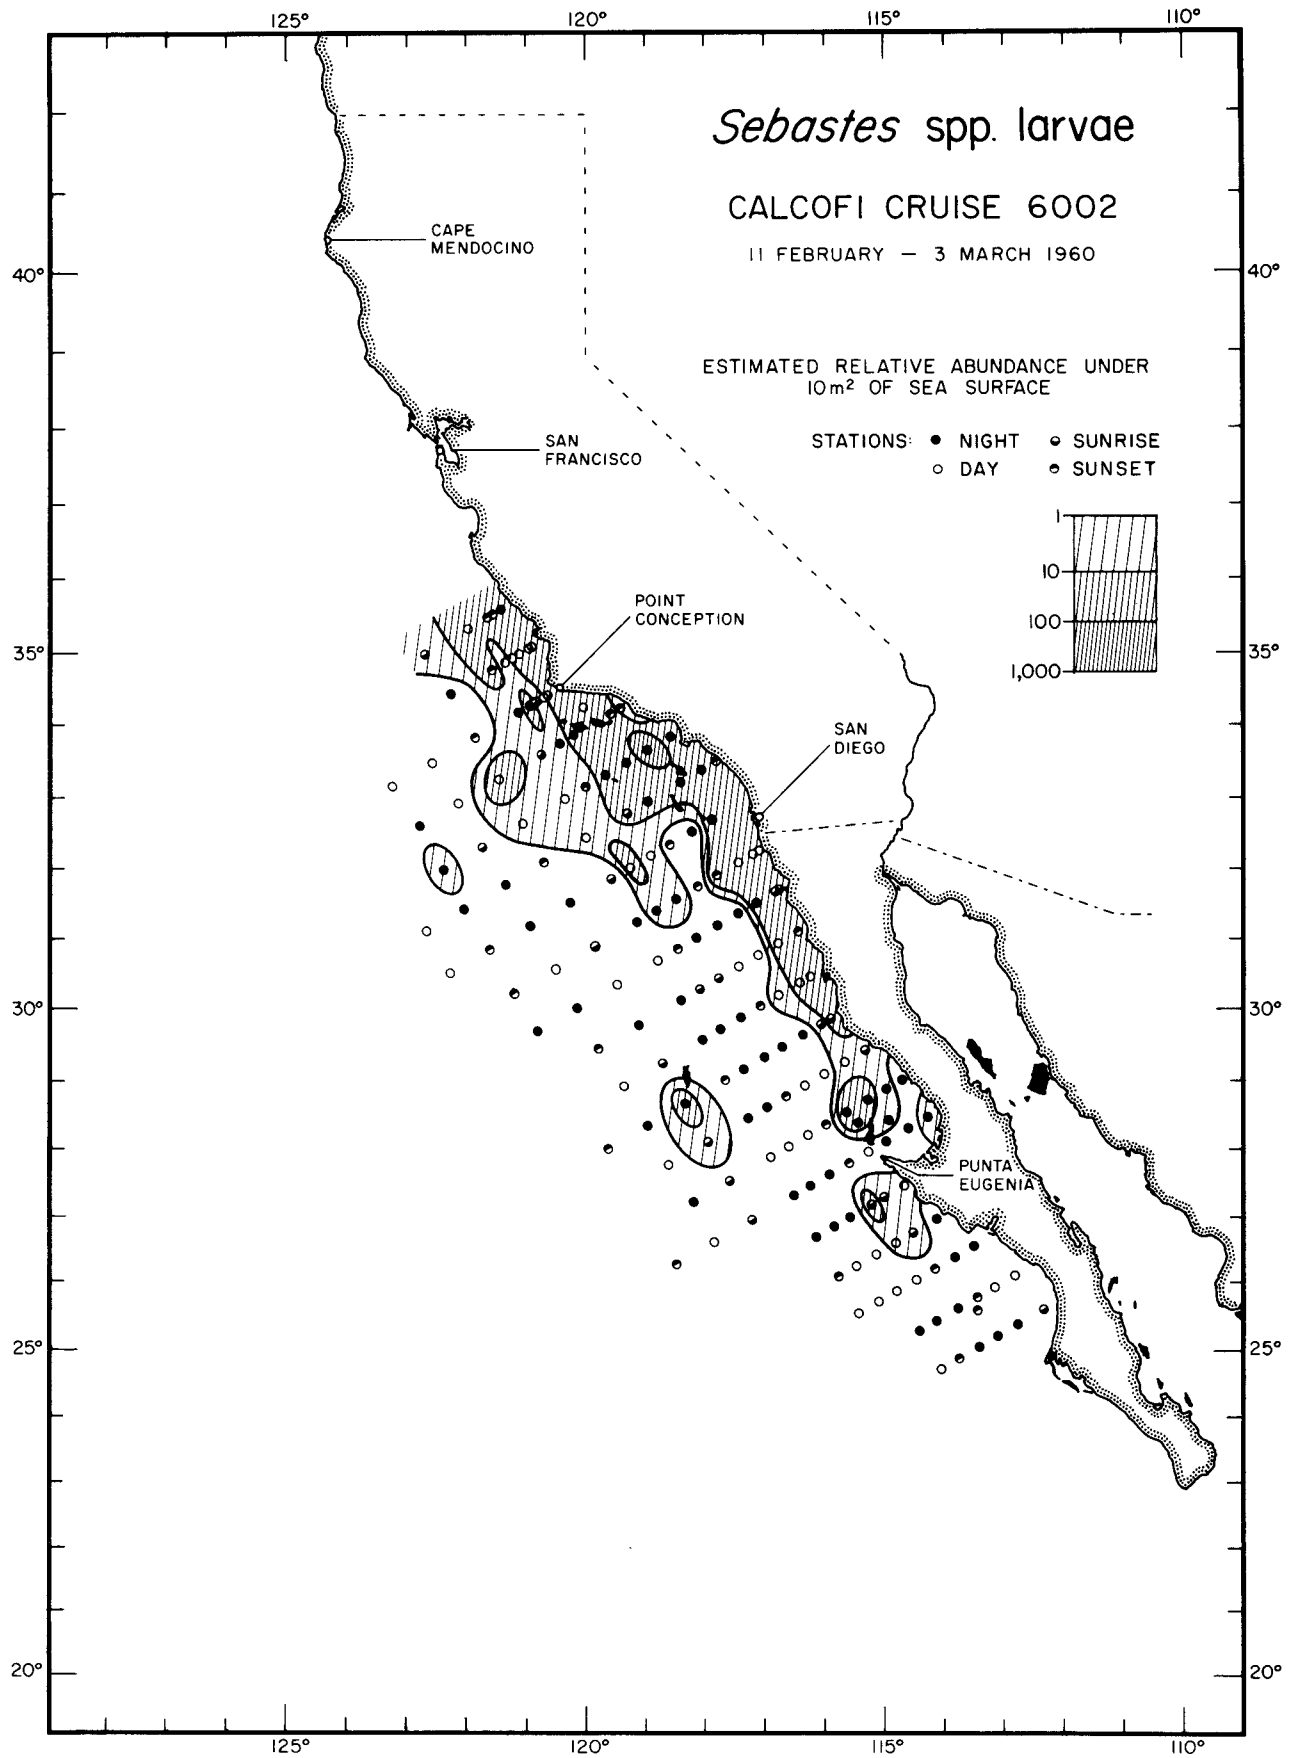 125° 120° 115° 110°
Sebastes spp. larvae
CALCOFI CRUISE 6002
11 FEBRUARY — 3 MARCH 1960
CAPE
MENDOCINO
40° 40°
ESTIMATED RELATIVE ABUNDANCE UNDER
10m² OF SEA SURFACE
STATIONS: ● NIGHT SUNRISE
○ DAY SUNSET
SAN
FRANCISCO
1
10
100
1,000
POINT
CONCEPTION
35° 35°
SAN
DIEGO
30° 30°
PUNTA
EUGENIA
25° 25°
20° 20°
125° 120° 115° 110°